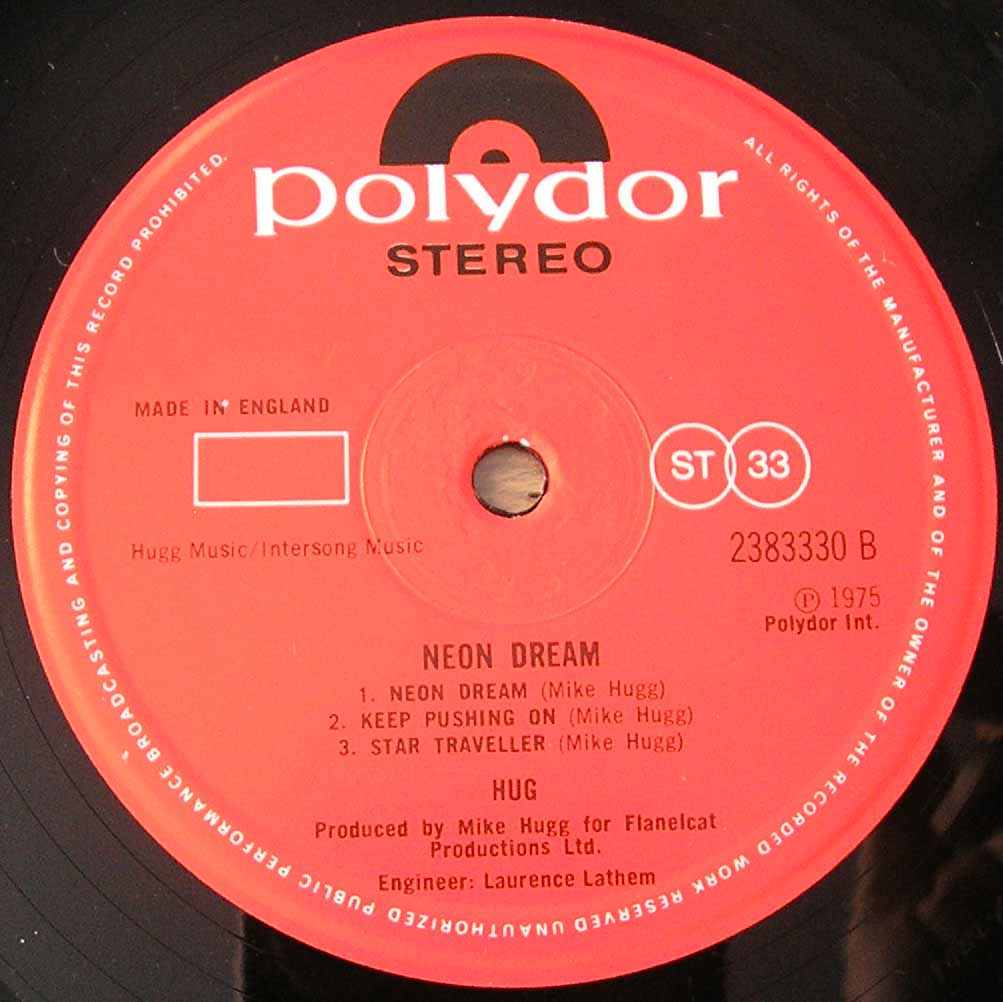 polydor
STEREO
ALL RIGHTS OF THE MANUFACTURER AND OF THE OWNER OF THE RECORDED WORK RESERVED UNAUTHORIZED PUBLIC PERFORMANCE BROADCASTING AND COPYING OF THIS RECORD PROHIBITED.
MADE IN ENGLAND
ST 33
Hugg Music/Intersong Music
2383330 B
℗ 1975
Polydor Int.
NEON DREAM
1. NEON DREAM (Mike Hugg)
2. KEEP PUSHING ON (Mike Hugg)
3. STAR TRAVELLER (Mike Hugg)
HUG
Produced by Mike Hugg for Flanelcat
Productions Ltd.
Engineer: Laurence Lathem